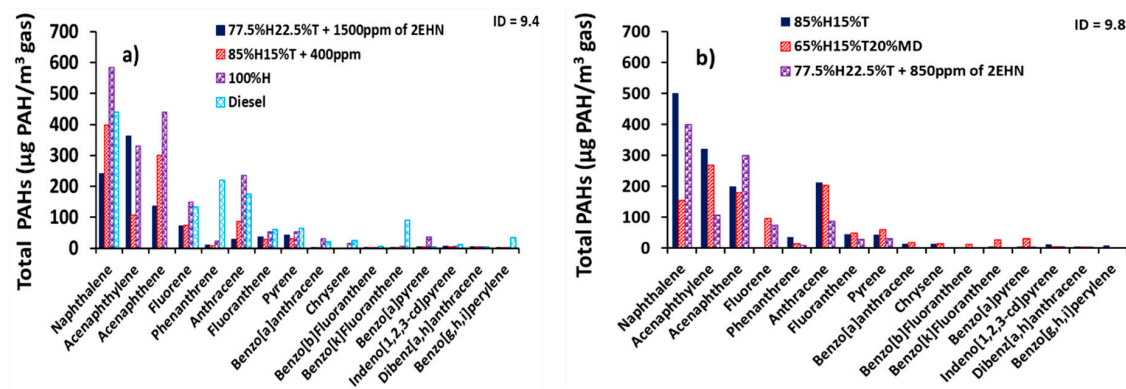 700
600
500
400
300
200
100
0
Total PAHs (µg PAH/m³ gas)
a)
ID = 9.4
77.5%H22.5%T + 1500ppm of 2EHN
85%H15%T + 400ppm
100%H
Diesel
Naphthalene
Acenaphthylene
Acenaphthene
Fluorene
Phenanthrene
Anthracene
Fluoranthene
Pyrene
Benzo[a]anthracene
Chrysene
Benzo[b]Fluoranthene
Benzo[k]Fluoranthene
Benzo[a]pyrene
Indeno[1,2,3-cd]pyrene
Dibenz[a,h]anthracene
Benzo[g,h,i]perylene
700
600
500
400
300
200
100
0
Total PAHs (µg PAH/m³ gas)
b)
ID = 9.8
85%H15%T
65%H15%T20%MD
77.5%H22.5%T + 850ppm of 2EHN
Naphthalene
Acenaphthylene
Acenaphthene
Fluorene
Phenanthrene
Anthracene
Fluoranthene
Pyrene
Benzo[a]anthracene
Chrysene
Benzo[b]Fluoranthene
Benzo[k]Fluoranthene
Benzo[a]pyrene
Indeno[1,2,3-cd]pyrene
Dibenz[a,h]anthracene
Benzo[g,h,i]perylene